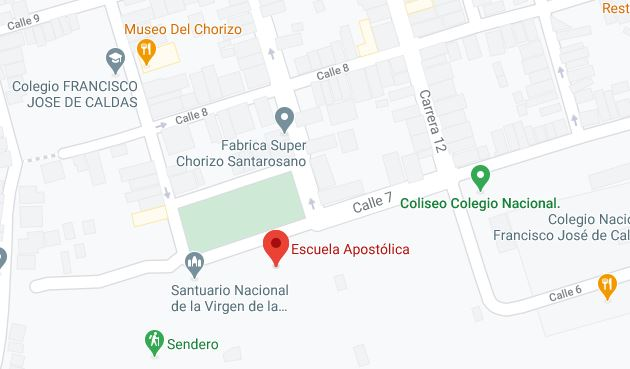 Calle 9
Rest
Museo Del Chorizo
Calle 8
Colegio FRANCISCO
JOSE DE CALDAS
Calle 8
Carrera 12
Fabrica Super
Chorizo Santarosano
Calle 7
Coliseo Colegio Nacional.
Colegio Nacio
Francisco José de Cal
Escuela Apostólica
Santuario Nacional
de la Virgen de la...
Calle 6
Sendero